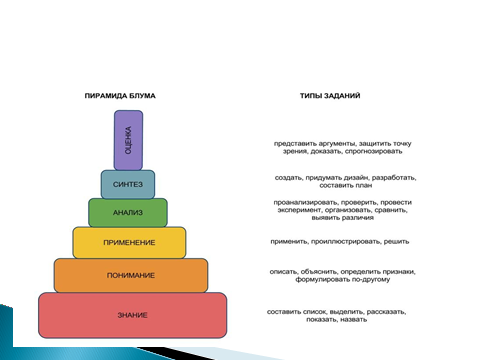 ПИРАМИДА БЛУМА
ТИПЫ ЗАДАНИЙ
ОЦЕНКА
представить аргументы, защитить точку
зрения, доказать, спрогнозировать
СИНТЕЗ
создать, придумать дизайн, разработать,
составить план
АНАЛИЗ
проанализировать, проверить, провести
эксперимент, организовать, сравнить,
выявить различия
ПРИМЕНЕНИЕ
применить, проиллюстрировать, решить
ПОНИМАНИЕ
описать, объяснить, определить признаки,
формулировать по-другому
ЗНАНИЕ
составить список, выделить, рассказать,
показать, назвать